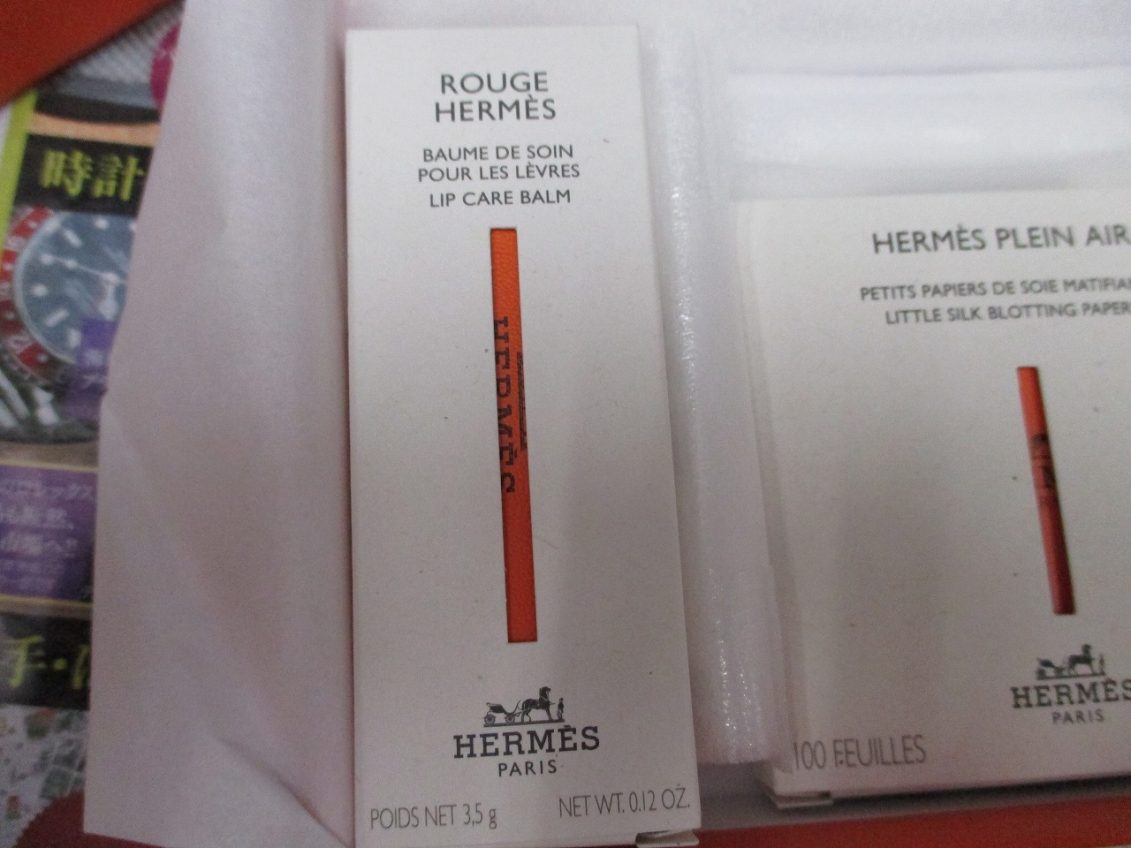 ROUGE
HERMÈS
BAUME DE SOIN
POUR LES LÈVRES
LIP CARE BALM
HERMÈS
HERMÈS
PARIS
POIDS NET 3,5 g
NET WT. 0.12 OZ.
HERMÈS PLEIN AIR
PETITS PAPIERS DE SOIE MATIFIAN
LITTLE SILK BLOTTING PAPER
HERMÈS
PARIS
100 FEUILLES
時計
手・